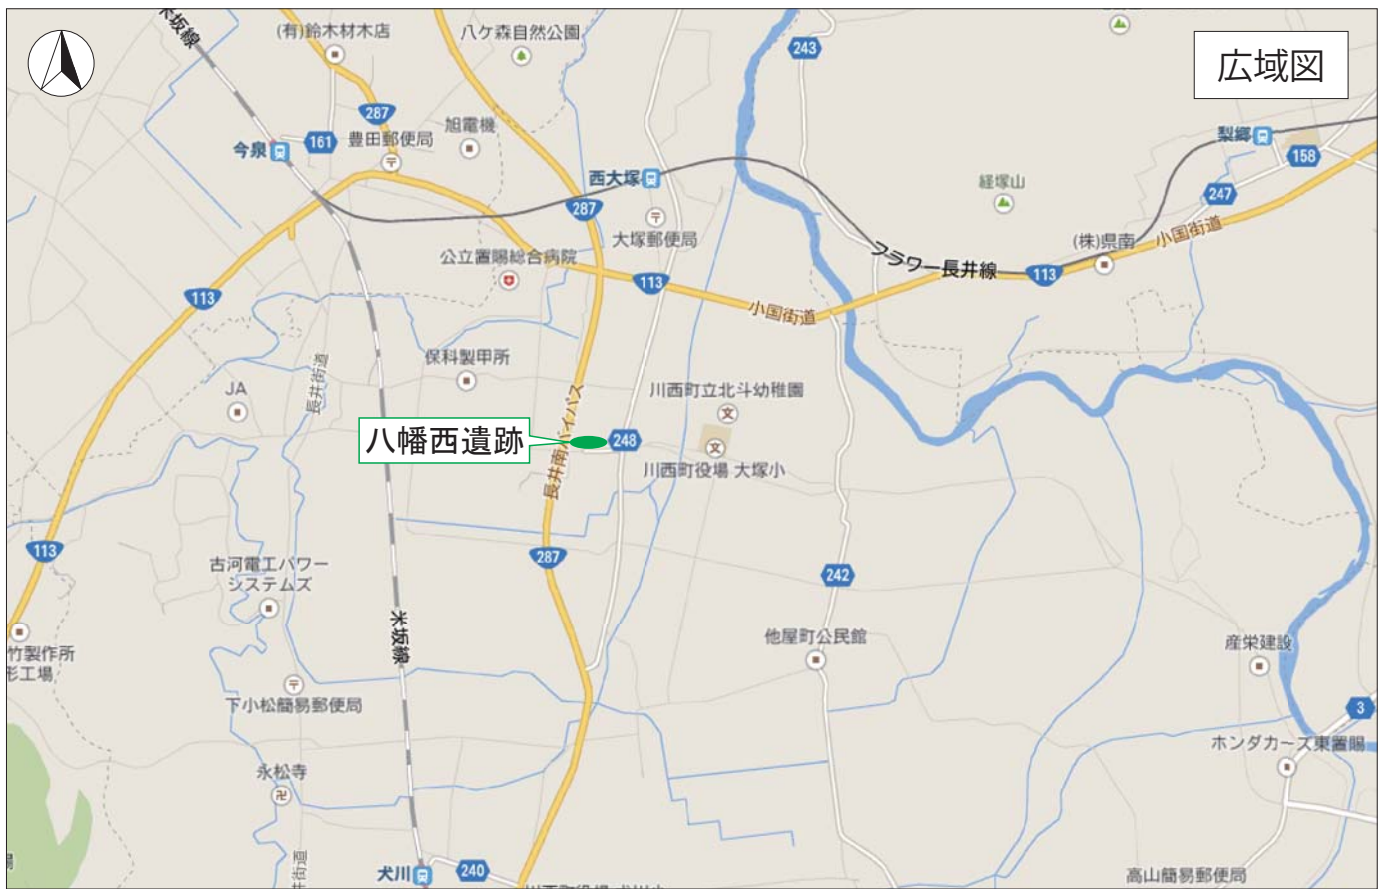 米坂線
(有)鈴木材木店
八ケ森自然公園
243
広域図
287
旭電機
161
豊田郵便局
今泉
梨郷
158
西大塚
経塚山
247
287
大塚郵便局
(株)県南
小国街道
公立置賜総合病院
フラワー長井線
113
113
113
小国街道
保科製甲所
長井街道
JA
川西町立北斗幼稚園
長井南バイパス
八幡西遺跡
248
川西町役場 大塚小
113
287
古河電工パワー
システムズ
242
米坂線
他屋町公民館
産栄建設
竹製作所
形工場
下小松簡易郵便局
3
ホンダカーズ東置賜
永松寺
犬川
240
井街道
高山簡易郵便局